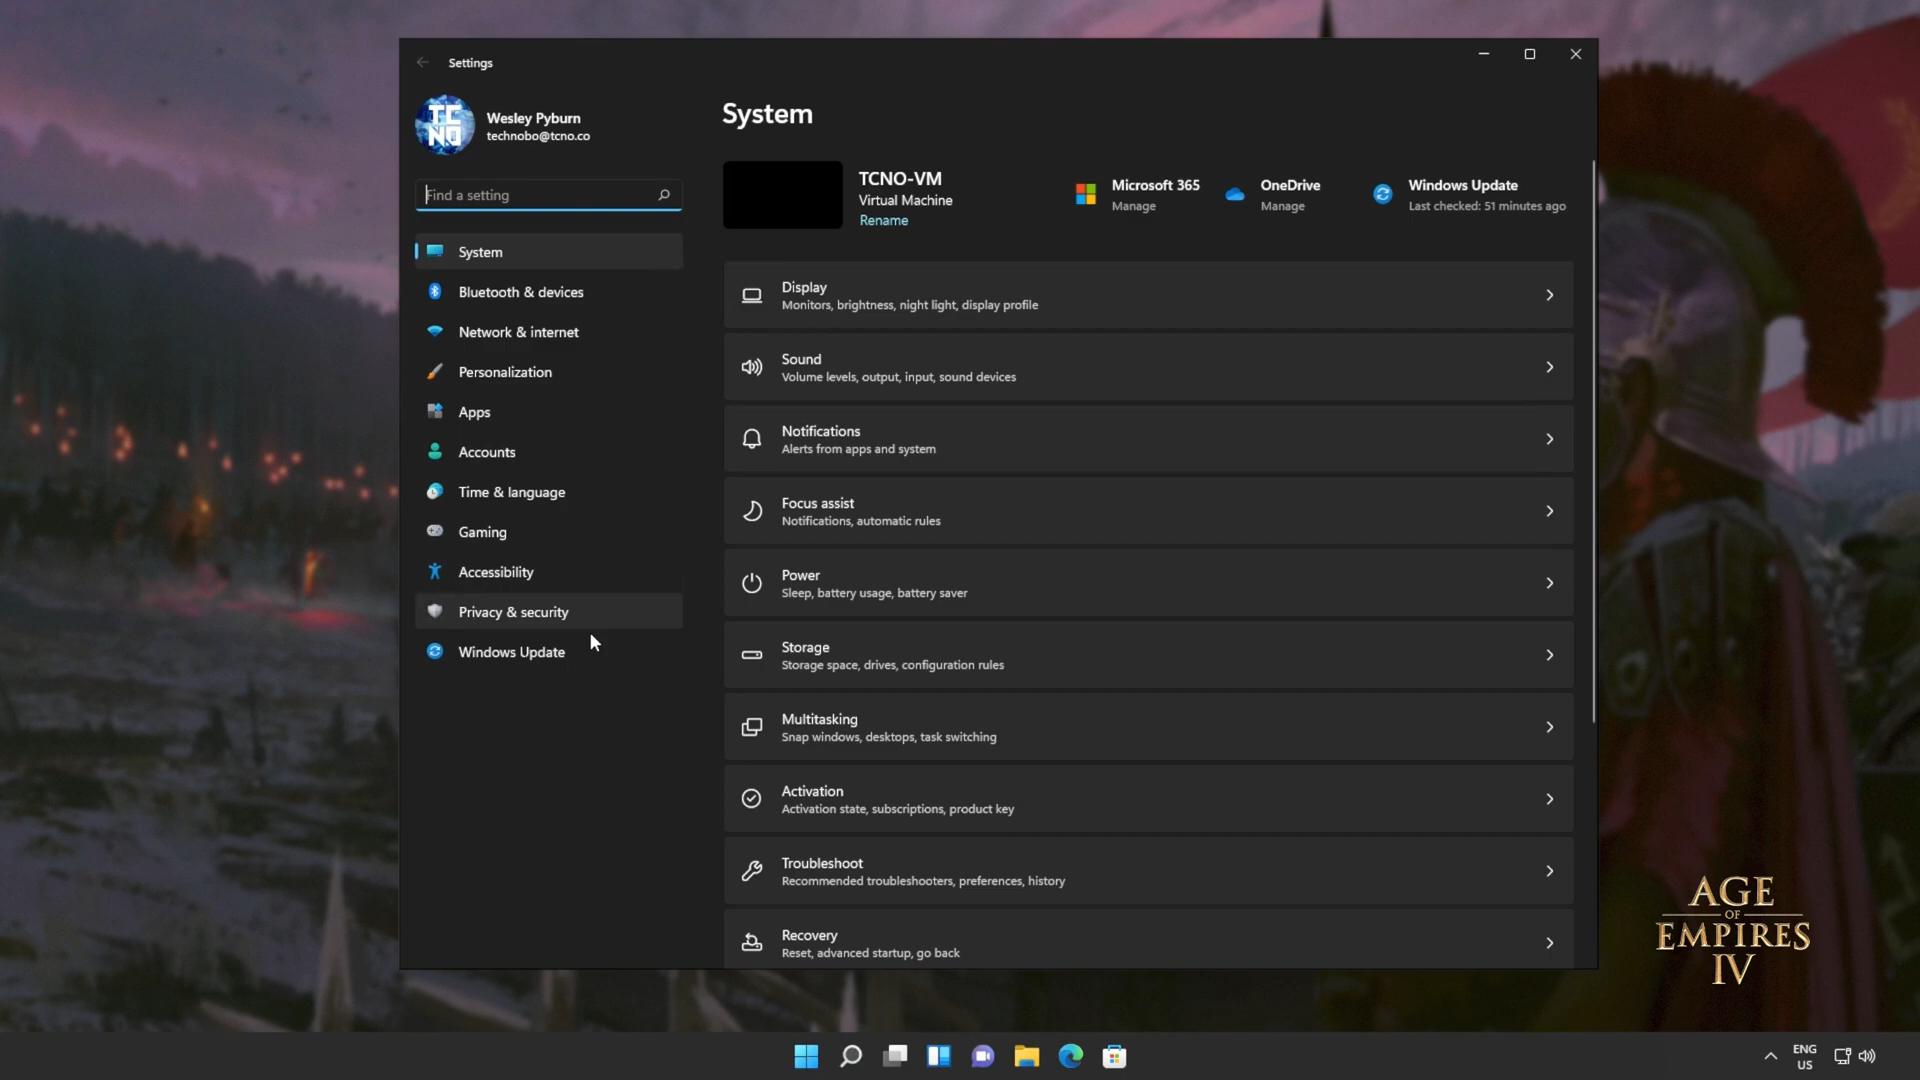 Settings
TC
NO
Wesley Pyburn
technobo@tcno.co
Find a setting
System
Bluetooth & devices
Network & internet
Personalization
Apps
Accounts
Time & language
Gaming
Accessibility
Privacy & security
Windows Update
System
TCNO-VM
Virtual Machine
Rename
Microsoft 365
Manage
OneDrive
Manage
Windows Update
Last checked: 51 minutes ago
Display
Monitors, brightness, night light, display profile
Sound
Volume levels, output, input, sound devices
Notifications
Alerts from apps and system
Focus assist
Notifications, automatic rules
Power
Sleep, battery usage, battery saver
Storage
Storage space, drives, configuration rules
Multitasking
Snap windows, desktops, task switching
Activation
Activation state, subscriptions, product key
Troubleshoot
Recommended troubleshooters, preferences, history
Recovery
Reset, advanced startup, go back
AGE
OF
EMPIRES
IV
ENG
US